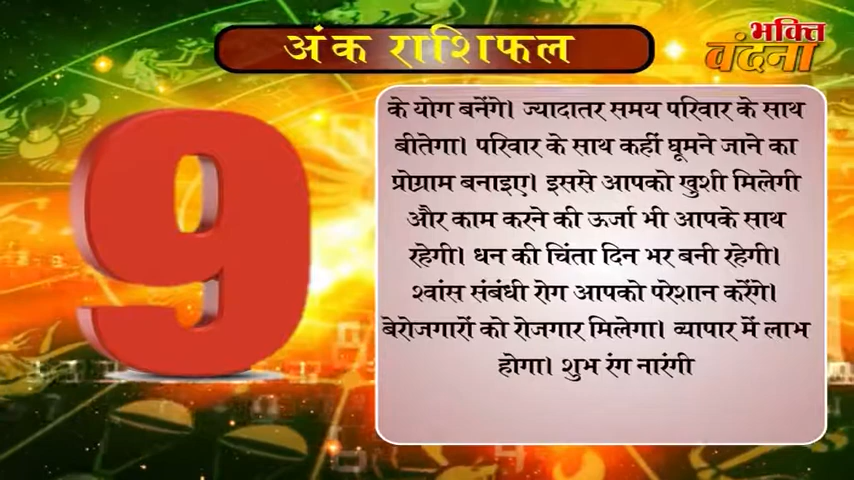 अंक राशिफल
भक्ति
वंदना
9
के योग बनेंगे। ज्यादातर समय परिवार के साथ
बीतेगा। परिवार के साथ कहीं घूमने जाने का
प्रोग्राम बनाइए। इससे आपको खुशी मिलेगी
और काम करने की ऊर्जा भी आपके साथ
रहेगी। धन की चिंता दिन भर बनी रहेगी।
श्वांस संबंधी रोग आपको परेशान करेंगे।
बेरोजगारों को रोजगार मिलेगा। व्यापार में लाभ
होगा। शुभ रंग नारंगी